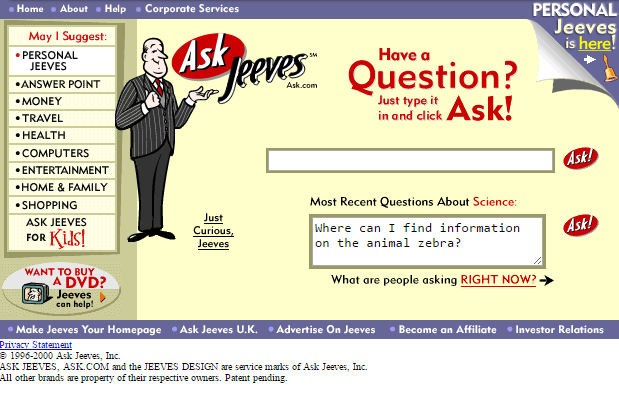 Home
About
Help
Corporate Services
PERSONAL
Jeeves
is here!
May I Suggest:
PERSONAL
JEEVES
ANSWER POINT
MONEY
TRAVEL
HEALTH
COMPUTERS
ENTERTAINMENT
HOME & FAMILY
SHOPPING
ASK JEEVES
FOR Kids!
WANT TO BUY
A DVD?
Jeeves
can help!
Ask
Jeeves℠
Ask.com
Have a
Question?
Just type it
in and click Ask!
Ask!
Just
Curious,
Jeeves
Most Recent Questions About Science:
Where can I find information
on the animal zebra?
Ask!
What are people asking RIGHT NOW?
Make Jeeves Your Homepage
Ask Jeeves U.K.
Advertise On Jeeves
Become an Affiliate
Investor Relations
Privacy Statement
© 1996-2000 Ask Jeeves, Inc.
ASK JEEVES, ASK.COM and the JEEVES DESIGN are service marks of Ask Jeeves, Inc.
All other brands are property of their respective owners. Patent pending.